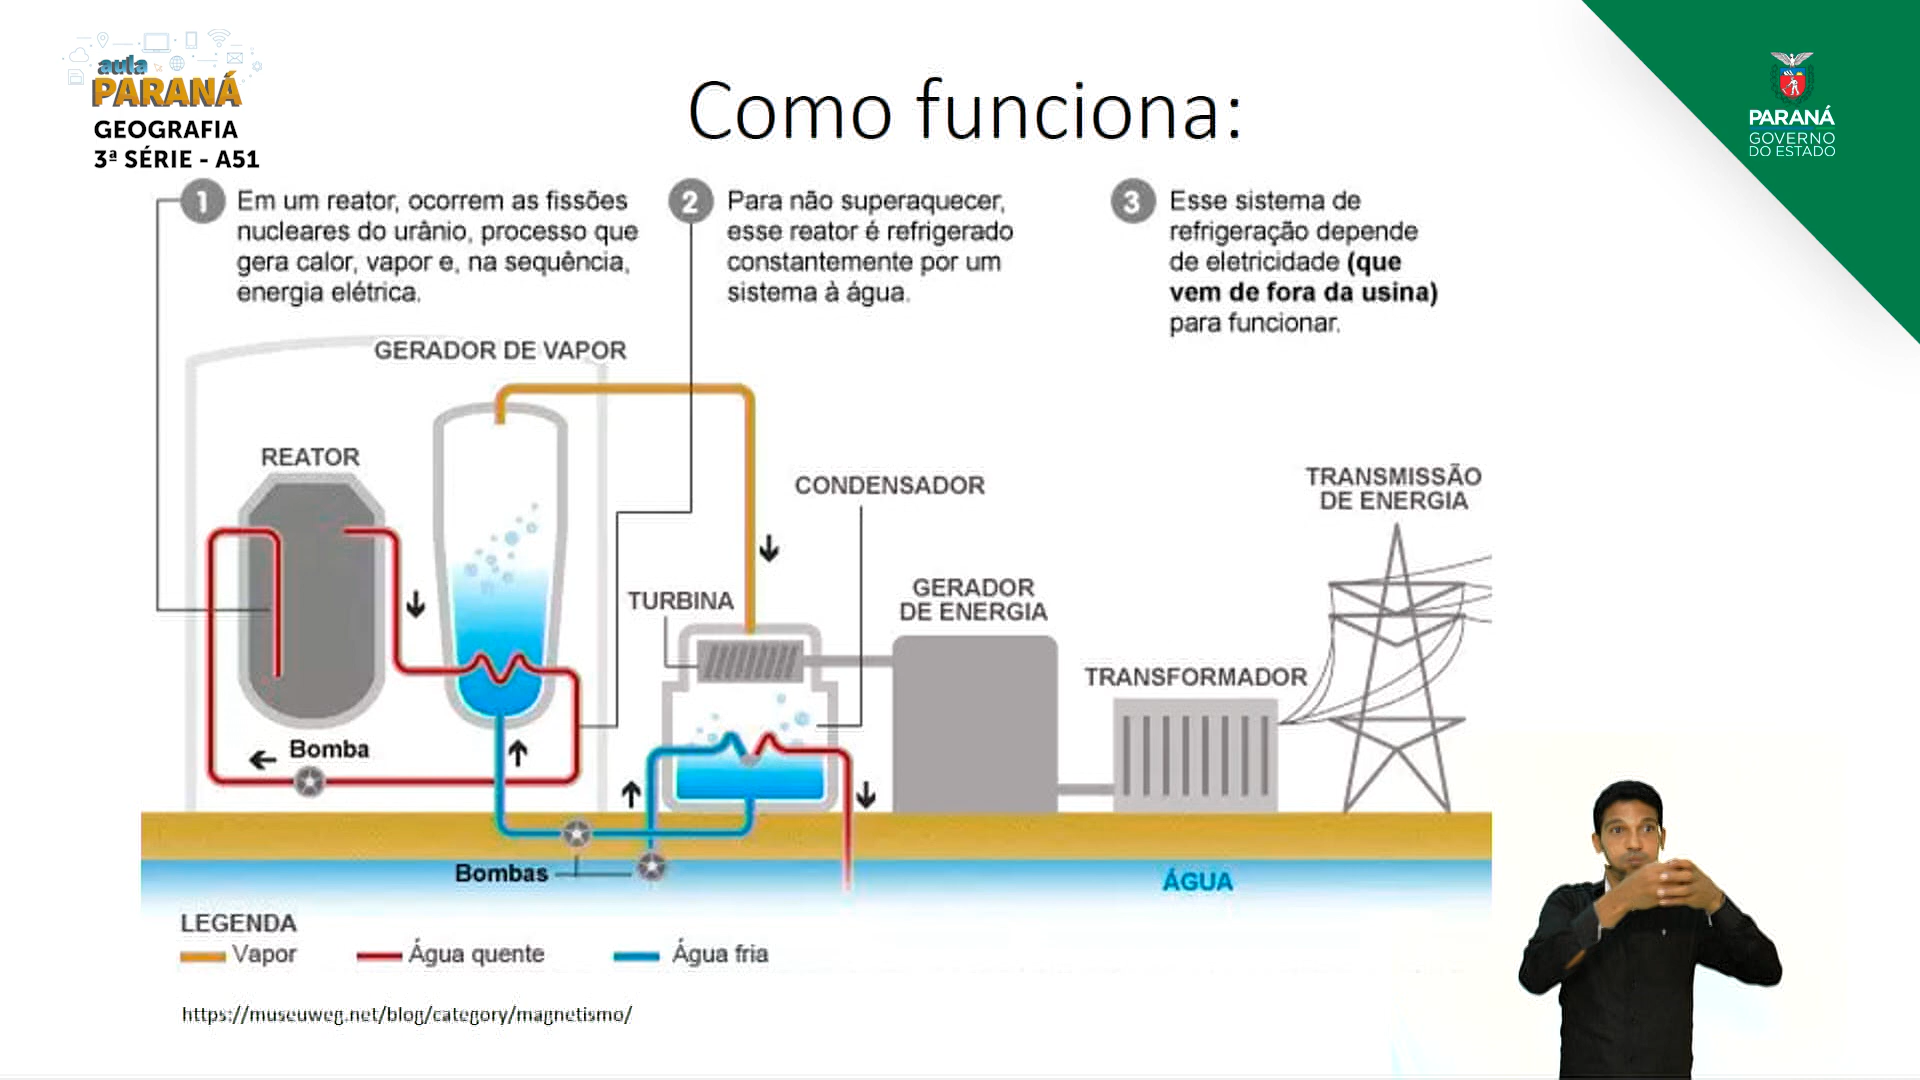 aula
PARANÁ
GEOGRAFIA
3ª SÉRIE - A51
Como funciona:
PARANÁ
GOVERNO
DO ESTADO
1
Em um reator, ocorrem as fissões
nucleares do urânio, processo que
gera calor, vapor e, na sequência,
energia elétrica.
2
Para não superaquecer,
esse reator é refrigerado
constantemente por um
sistema à água.
3
Esse sistema de
refrigeração depende
de eletricidade (que
vem de fora da usina)
para funcionar.
GERADOR DE VAPOR
REATOR
CONDENSADOR
TRANSMISSÃO
DE ENERGIA
TURBINA
GERADOR
DE ENERGIA
TRANSFORMADOR
Bomba
Bombas
ÁGUA
LEGENDA
Vapor
Água quente
Água fria
https://museuweg.net/blog/category/magnetismo/